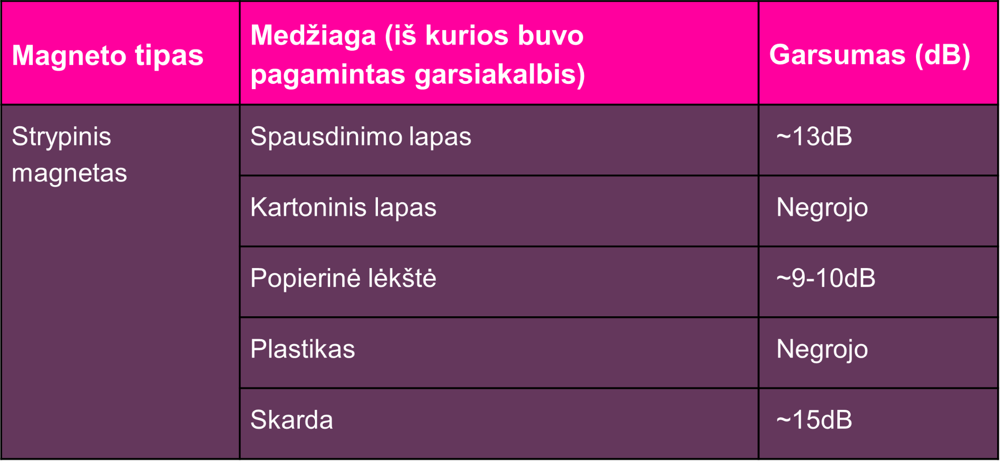 Magneto tipas
Medžiaga (iš kurios buvo
pagamintas garsiakalbis)
Garsumas (dB)
Strypinis
magnetas
Spausdinimo lapas
~13dB
Kartoninis lapas
Negrojo
Popierinė lėkštė
~9-10dB
Plastikas
Negrojo
Skarda
~15dB